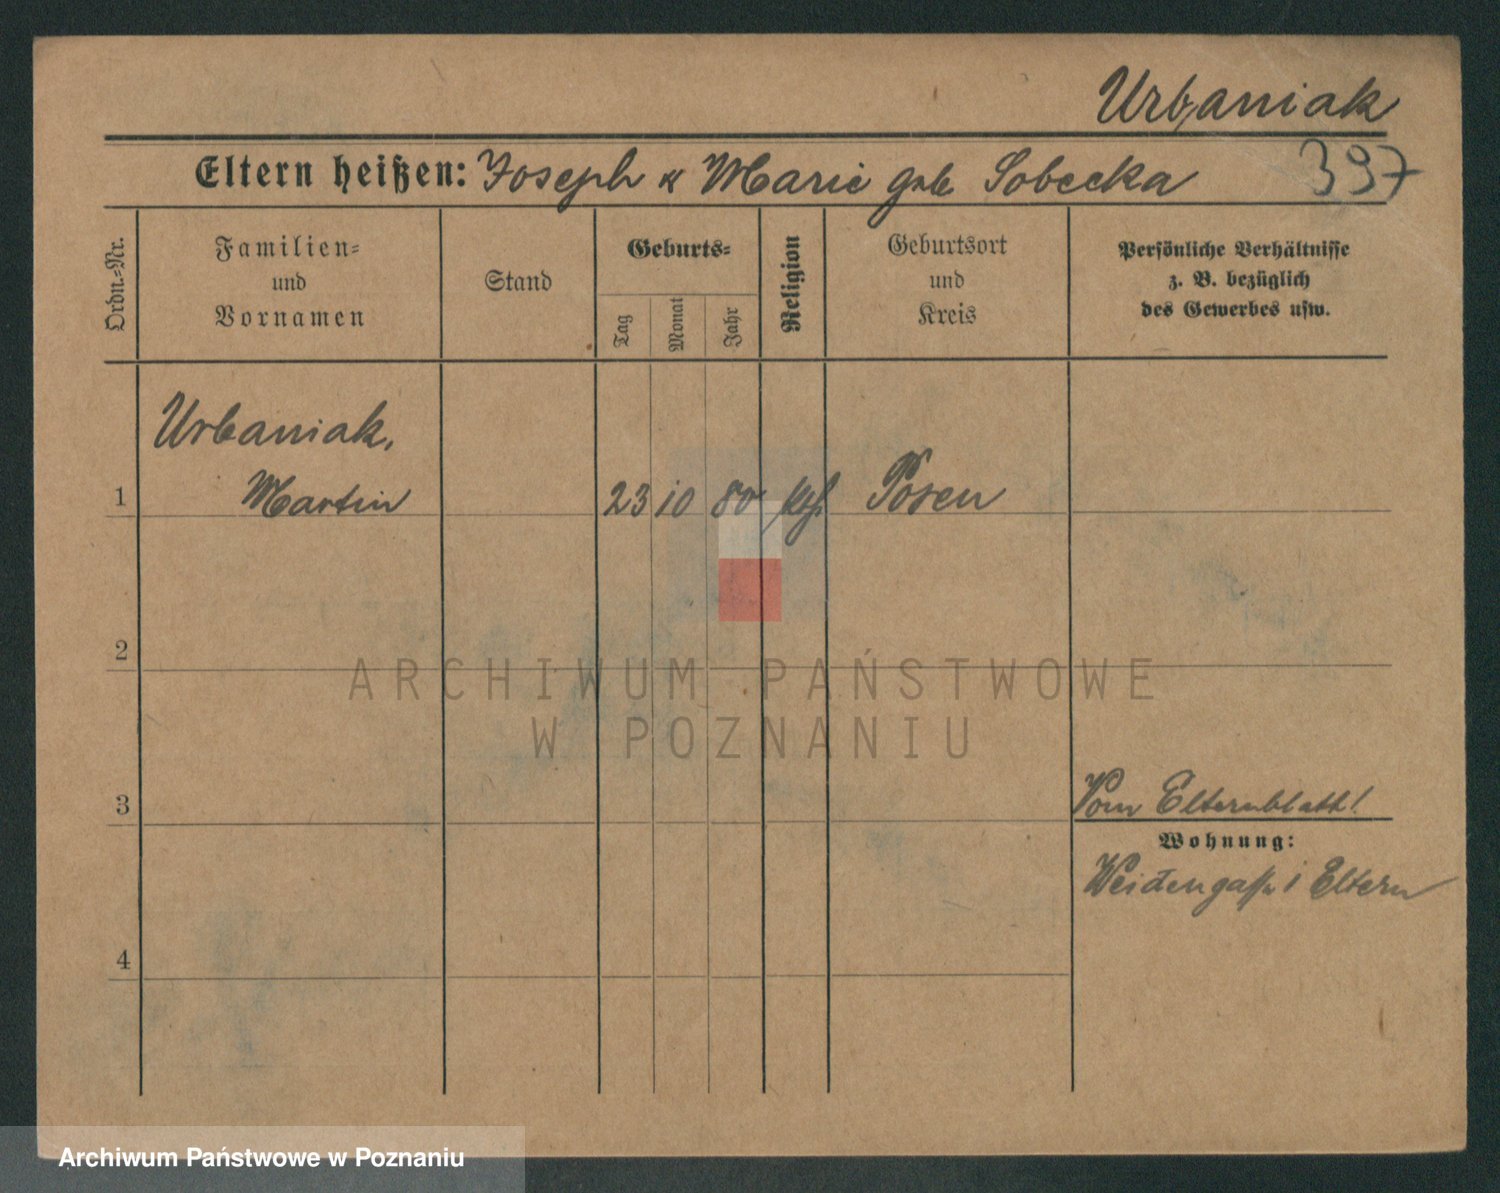 Urbaniak
Eltern heißen: Joseph & Marie geb Sobecka
397
Ordn.-Nr.
Familien-
und
Vornamen
Stand
Geburts-
Tag
Monat
Jahr
Religion
Geburtsort
und
Kreis
Persönliche Verhältnisse
z. B. bezüglich
des Gewerbes usw.
Urbaniak,
1 Martin 23 10 80 kth. Posen
2
ARCHIWUM PAŃSTWOWE
W POZNANIU
3 Vom Elternblatt!
Wohnung:
Weidengasse i Eltern
4
Archiwum Państwowe w Poznaniu